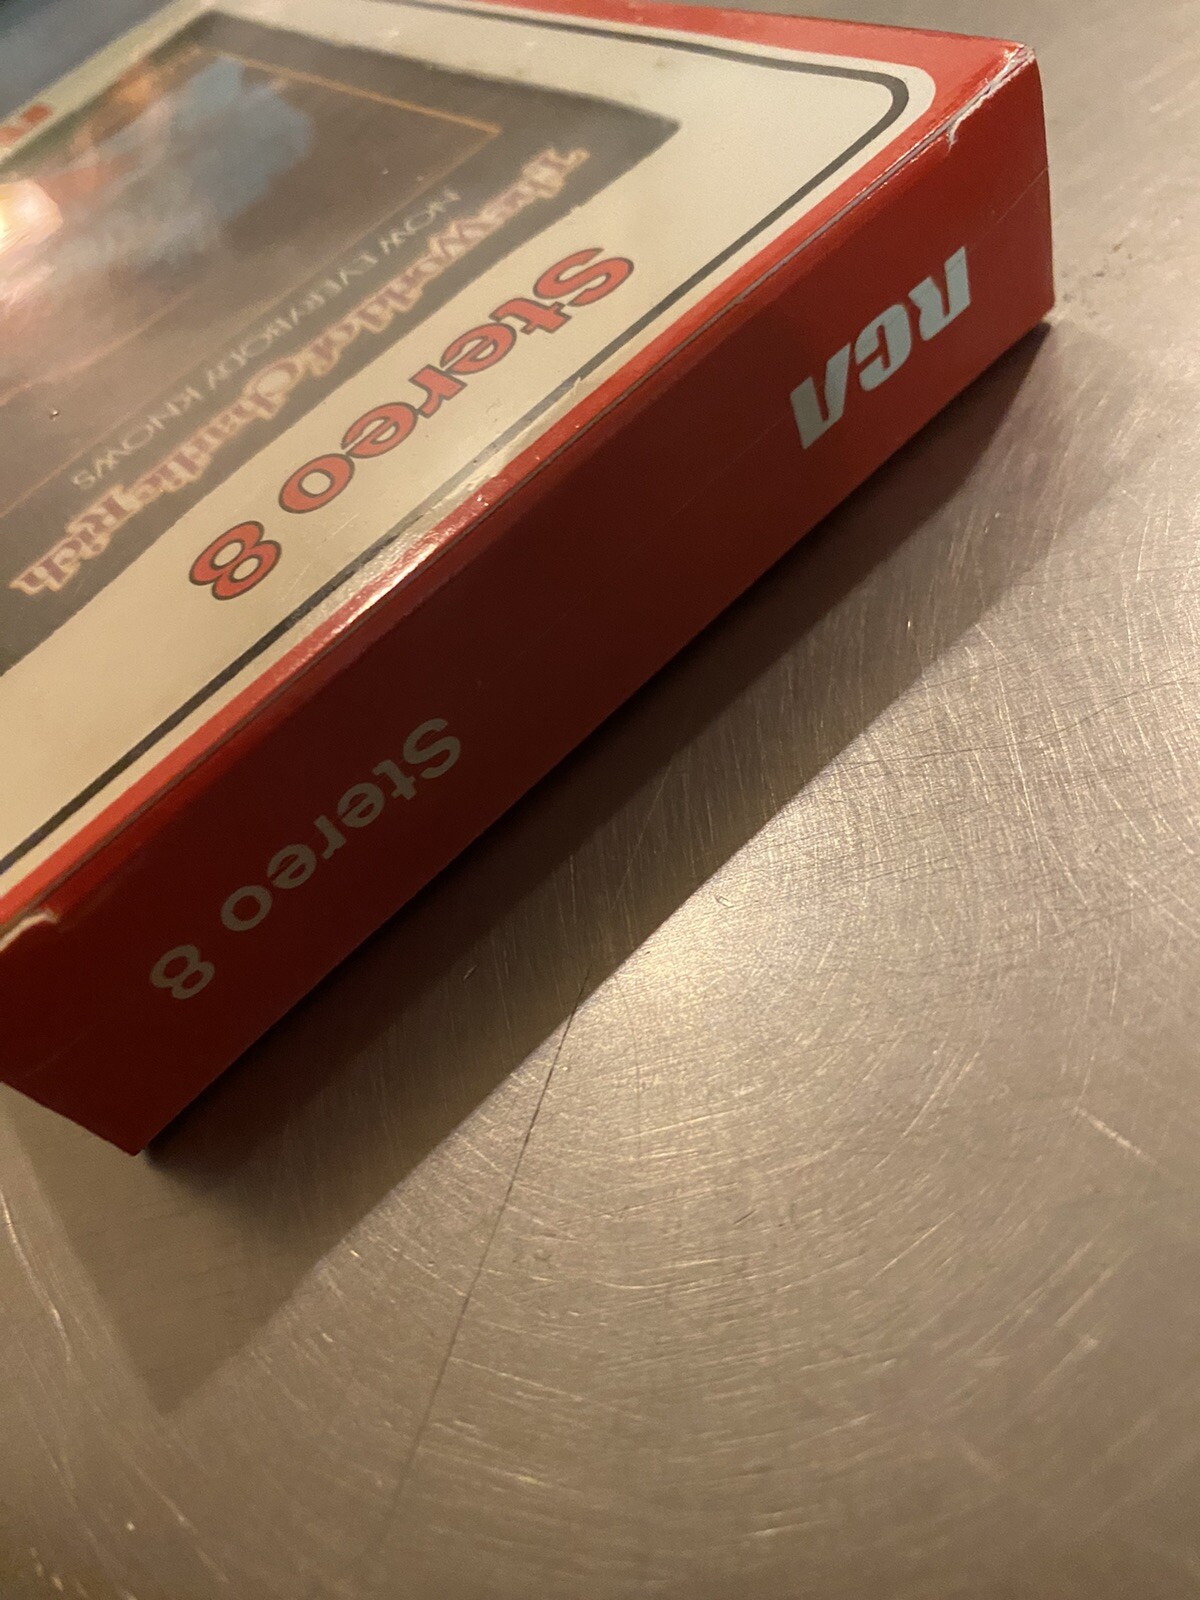 The World of Charlie Rich
NOW EVERYBODY KNOWS
Stereo 8
RCA
Stereo 8